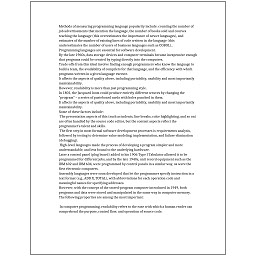 Methods of measuring programming language popularity include: counting the number of
job advertisements that mention the language, the number of books sold and courses
teaching the language (this overestimates the importance of newer languages), and
estimates of the number of existing lines of code written in the language (this
underestimates the number of users of business languages such as COBOL).
Programming languages are essential for software development.
By the late 1960s, data storage devices and computer terminals became inexpensive enough
that programs could be created by typing directly into the computers.
Trade-offs from this ideal involve finding enough programmers who know the language to
build a team, the availability of compilers for that language, and the efficiency with which
programs written in a given language execute.
It affects the aspects of quality above, including portability, usability and most importantly
maintainability.
However, readability is more than just programming style.
In 1801, the Jacquard loom could produce entirely different weaves by changing the
"program" - a series of pasteboard cards with holes punched in them.
It affects the aspects of quality above, including portability, usability and most importantly
maintainability.
Some of these factors include:
The presentation aspects of this (such as indents, line breaks, color highlighting, and so on)
are often handled by the source code editor, but the content aspects reflect the
programmer's talent and skills.
The first step in most formal software development processes is requirements analysis,
followed by testing to determine value modeling, implementation, and failure elimination
(debugging).
High-level languages made the process of developing a program simpler and more
understandable, and less bound to the underlying hardware.
Later a control panel (plug board) added to his 1906 Type I Tabulator allowed it to be
programmed for different jobs, and by the late 1940s, unit record equipment such as the
IBM 602 and IBM 604, were programmed by control panels in a similar way, as were the
first electronic computers.
Assembly languages were soon developed that let the programmer specify instruction in a
text format (e.g., ADD X, TOTAL), with abbreviations for each operation code and
meaningful names for specifying addresses.
However, with the concept of the stored-program computer introduced in 1949, both
programs and data were stored and manipulated in the same way in computer memory.
The following properties are among the most important:
In computer programming, readability refers to the ease with which a human reader can
comprehend the purpose, control flow, and operation of source code.